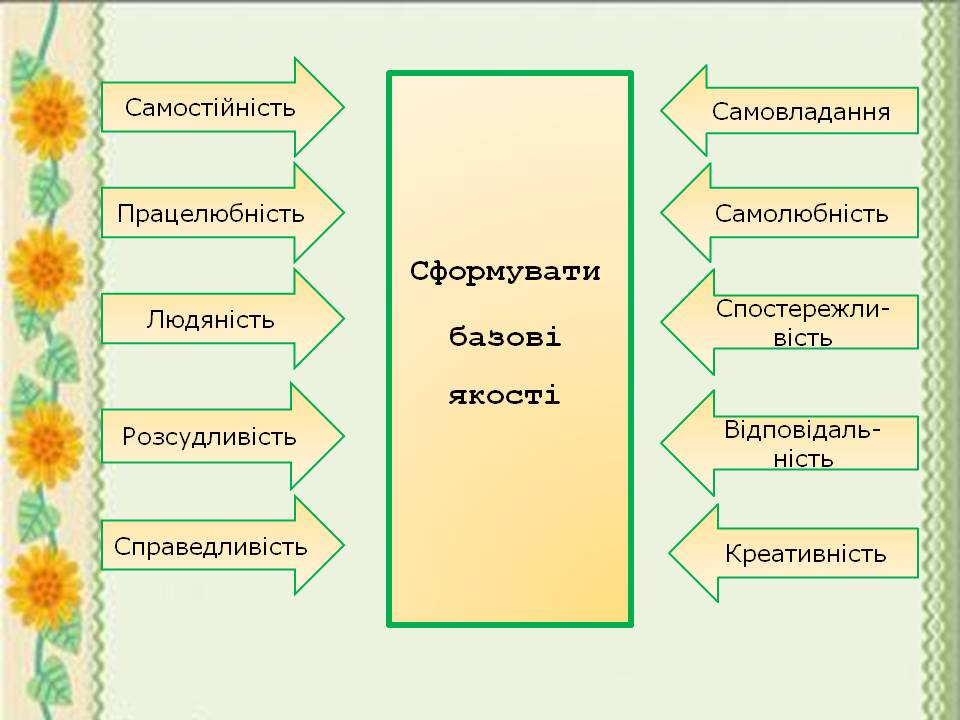 Самостійність
Працелюбність
Людяність
Розсудливість
Справедливість
Сформувати
базові
якості
Самовладання
Самолюбність
Спостережли-
вість
Відповідаль-
ність
Креативність